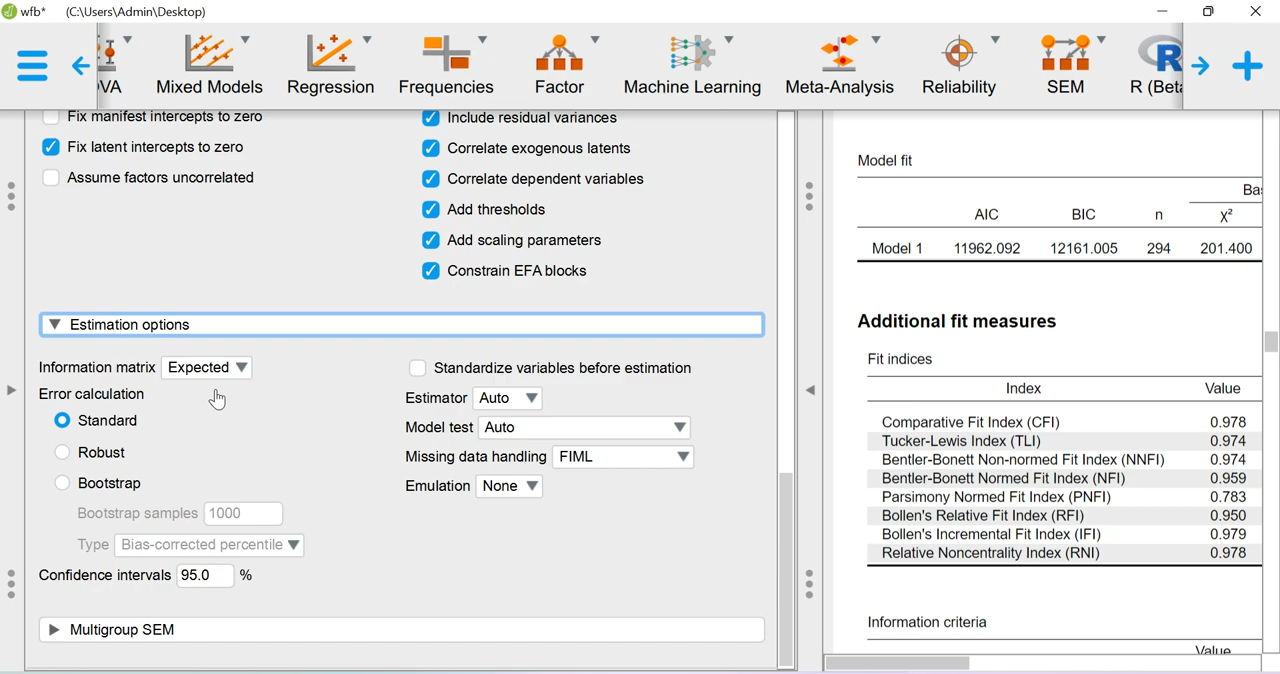 wfb* (C:\Users\Admin\Desktop)
VA Mixed Models Regression Frequencies Factor Machine Learning Meta-Analysis Reliability SEM R (Beta
Fix manifest intercepts to zero
Fix latent intercepts to zero
Assume factors uncorrelated
Include residual variances
Correlate exogenous latents
Correlate dependent variables
Add thresholds
Add scaling parameters
Constrain EFA blocks
Estimation options
Information matrix Expected
Error calculation
Standard
Robust
Bootstrap
Bootstrap samples 1000
Type Bias-corrected percentile
Confidence intervals 95.0 %
Standardize variables before estimation
Estimator Auto
Model test Auto
Missing data handling FIML
Emulation None
Multigroup SEM
Model fit
Bas
AIC BIC n χ²
Model 1 11962.092 12161.005 294 201.400
Additional fit measures
Fit indices
Index Value
Comparative Fit Index (CFI) 0.978
Tucker-Lewis Index (TLI) 0.974
Bentler-Bonett Non-normed Fit Index (NNFI) 0.974
Bentler-Bonett Normed Fit Index (NFI) 0.959
Parsimony Normed Fit Index (PNFI) 0.783
Bollen's Relative Fit Index (RFI) 0.950
Bollen's Incremental Fit Index (IFI) 0.979
Relative Noncentrality Index (RNI) 0.978
Information criteria
Value